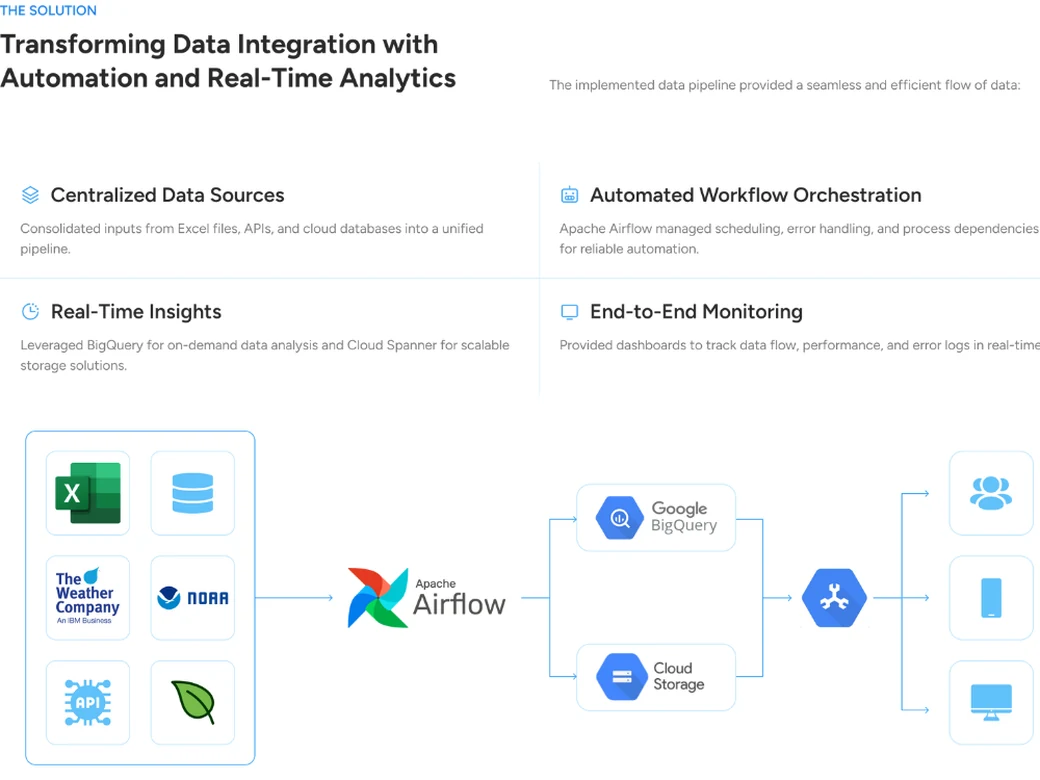 THE SOLUTION
Transforming Data Integration with
Automation and Real-Time Analytics
The implemented data pipeline provided a seamless and efficient flow of data:
Centralized Data Sources
Consolidated inputs from Excel files, APIs, and cloud databases into a unified
pipeline.
Automated Workflow Orchestration
Apache Airflow managed scheduling, error handling, and process dependencies
for reliable automation.
Real-Time Insights
Leveraged BigQuery for on-demand data analysis and Cloud Spanner for scalable
storage solutions.
End-to-End Monitoring
Provided dashboards to track data flow, performance, and error logs in real-time
X
The
Weather
Company
An IBM Business
NOAA
API
Apache
Airflow
Google
BigQuery
Cloud
Storage